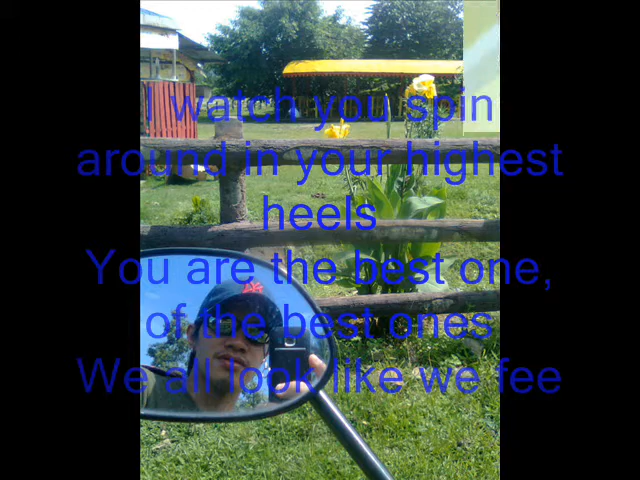 I watch you spin
around in your highest
heels
You are the best one,
of the best ones
We all look like we fee